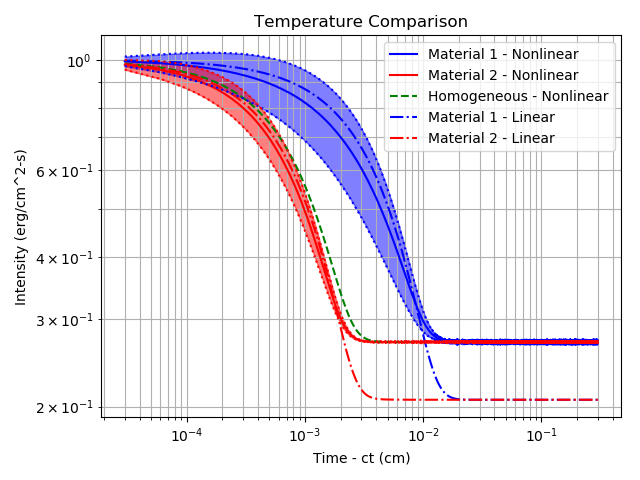 Temperature Comparison
Intensity (erg/cm^2-s)
10⁰
6 × 10⁻¹
4 × 10⁻¹
3 × 10⁻¹
2 × 10⁻¹
Material 1 - Nonlinear
Material 2 - Nonlinear
Homogeneous - Nonlinear
Material 1 - Linear
Material 2 - Linear
10⁻⁴ 10⁻³ 10⁻² 10⁻¹
Time - ct (cm)